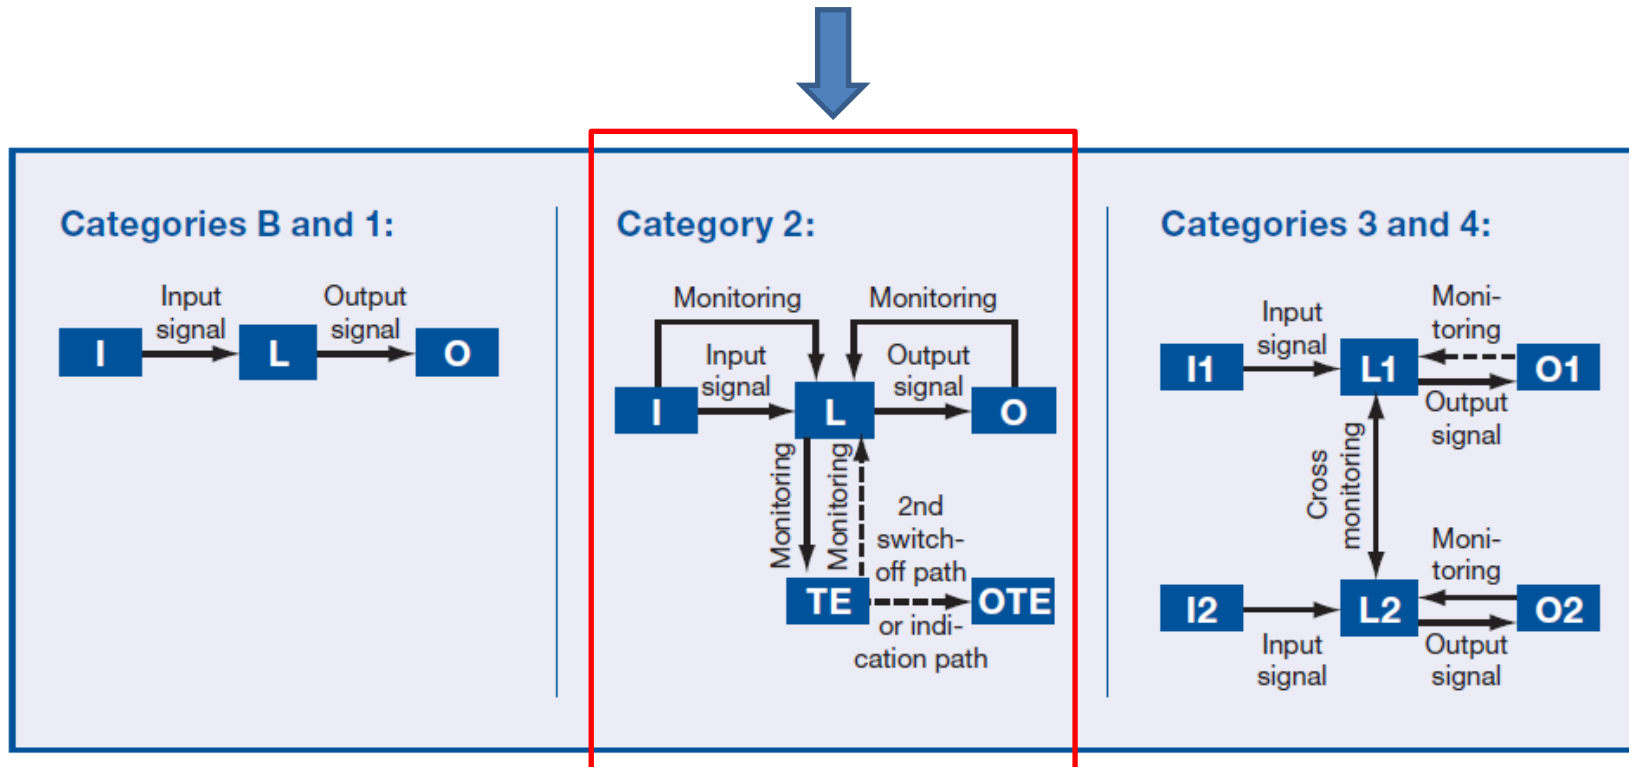 Categories B and 1:
Input
signal
Output
signal
I
L
O
Category 2:
Monitoring
Monitoring
Input
signal
Output
signal
I
L
O
Monitoring
Monitoring
2nd
switch-
off path
TE
OTE
or indi-
cation path
Categories 3 and 4:
Input
signal
Moni-
toring
I1
L1
O1
Output
signal
Cross
monitoring
Moni-
toring
I2
L2
O2
Input
signal
Output
signal